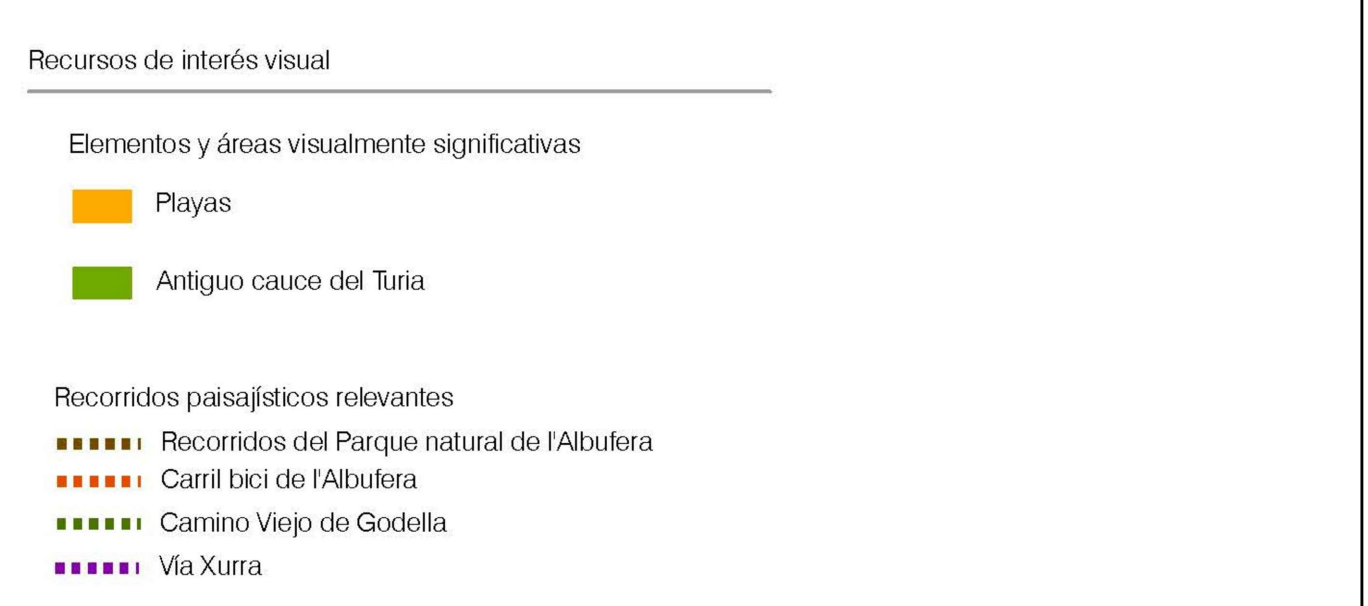 Recursos de interés visual
Elementos y áreas visualmente significativas
Playas
Antiguo cauce del Turia
Recorridos paisajísticos relevantes
Recorridos del Parque natural de l'Albufera
Carril bici de l'Albufera
Camino Viejo de Godella
Vía Xurra